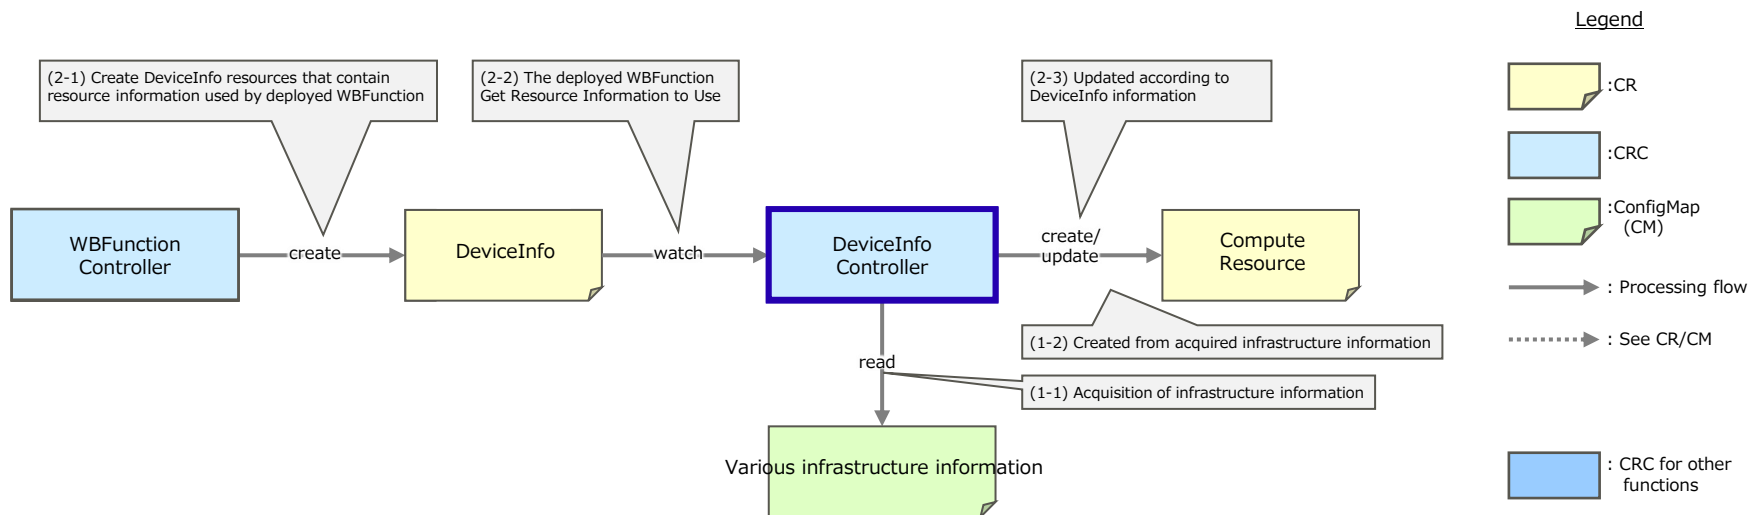 Legend
(2-1) Create DeviceInfo resources that contain
resource information used by deployed WBFunction
(2-2) The deployed WBFunction
Get Resource Information to Use
(2-3) Updated according to
DeviceInfo information
:CR
:CRC
:ConfigMap
(CM)
WBFunction
Controller
create
DeviceInfo
watch
DeviceInfo
Controller
create/
update
Compute
Resource
: Processing flow
(1-2) Created from acquired infrastructure information
: See CR/CM
read
(1-1) Acquisition of infrastructure information
Various infrastructure information
: CRC for other
functions